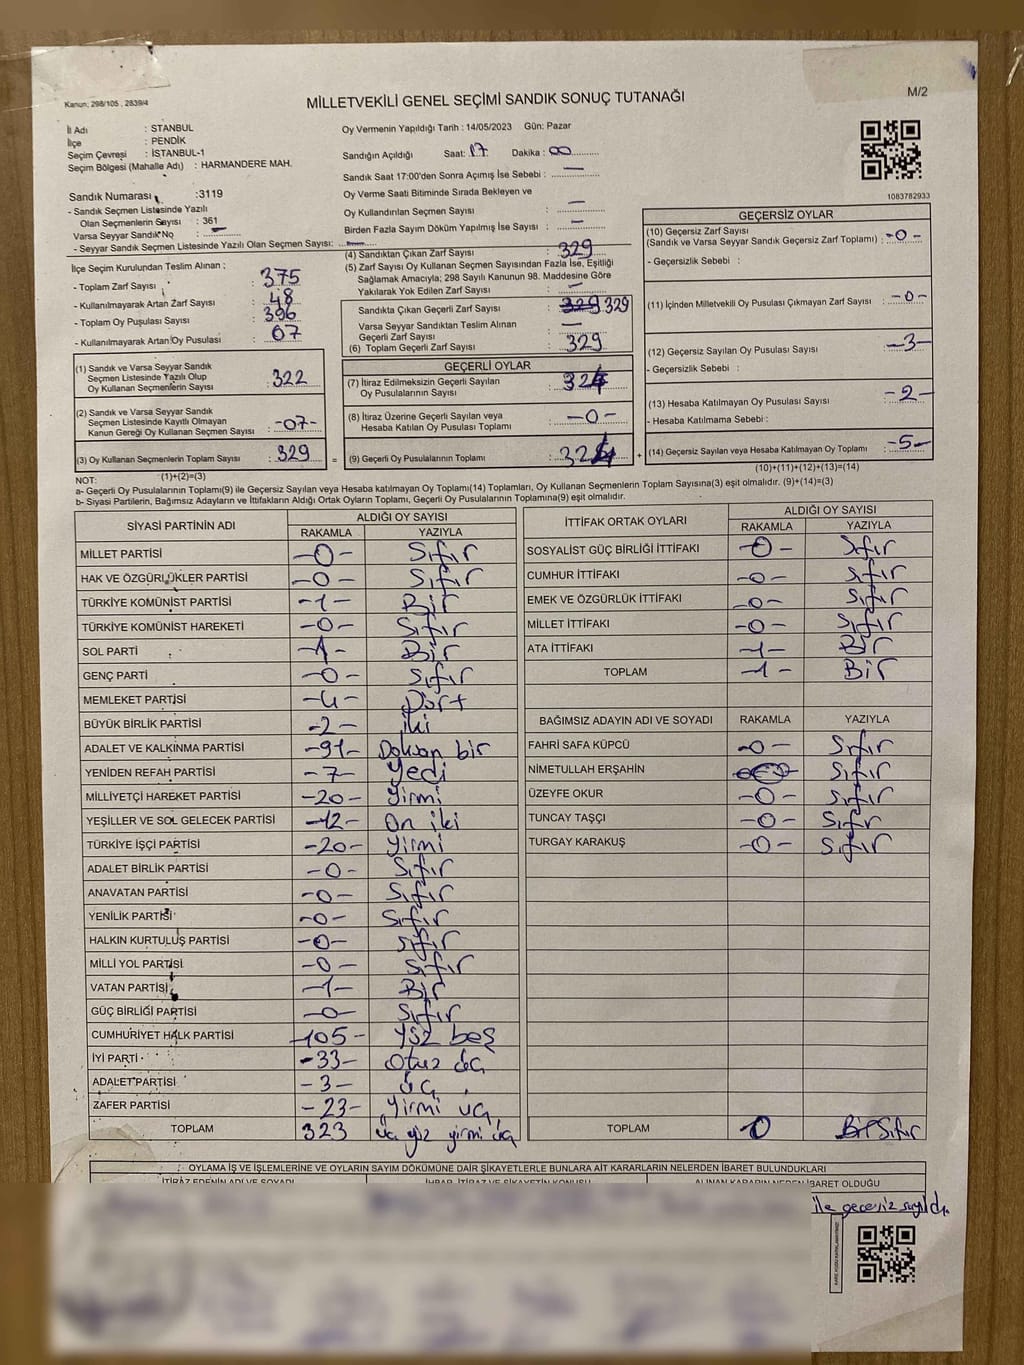 Kanun; 298/105 , 2839/4
MİLLETVEKİLİ GENEL SEÇİMİ SANDIK SONUÇ TUTANAĞI
M/2
İl Adı : STANBUL
İlçe : PENDİK
Seçim Çevresi : İSTANBUL-1
Seçim Bölgesi (Mahalle Adı) : HARMANDERE MAH.
Sandık Numarası :3119
- Sandık Seçmen Listesinde Yazılı
Olan Seçmenlerin Sayısı : 361
Varsa Seyyar Sandık No : —
- Seyyar Sandık Seçmen Listesinde Yazılı Olan Seçmen Sayısı: —
Oy Vermenin Yapıldığı Tarih : 14/05/2023 Gün: Pazar
Sandığın Açıldığı Saat: 17 Dakika : 00
Sandık Saat 17:00'den Sonra Açımış İse Sebebi : —
Oy Verme Saati Bitiminde Sırada Bekleyen ve
Oy Kullandırılan Seçmen Sayısı : —
Birden Fazla Sayım Döküm Yapılmış İse Sayısı : —
1083782933
İlçe Seçim Kurulundan Teslim Alınan ;
- Toplam Zarf Sayısı : 375
- Kullanılmayarak Artan Zarf Sayısı : 48
- Toplam Oy Pusulası Sayısı : 396
- Kullanılmayarak Artan Oy Pusulası : 67
(4) Sandıktan Çıkan Zarf Sayısı : 329
(5) Zarf Sayısı Oy Kullanan Seçmen Sayısından Fazla İse, Eşitliği
Sağlamak Amacıyla; 298 Sayılı Kanunun 98. Maddesine Göre
Yakılarak Yok Edilen Zarf Sayısı : —
Sandıkta Çıkan Geçerli Zarf Sayısı : 329 329
Varsa Seyyar Sandıktan Teslim Alınan
Geçerli Zarf Sayısı : —
(6) Toplam Geçerli Zarf Sayısı : 329
GEÇERSİZ OYLAR
(10) Geçersiz Zarf Sayısı
(Sandık ve Varsa Seyyar Sandık Geçersiz Zarf Toplamı) : -0-
- Geçersizlik Sebebi :
(11) İçinden Milletvekili Oy Pusulası Çıkmayan Zarf Sayısı : -0-
(12) Geçersiz Sayılan Oy Pusulası Sayısı : -3-
- Geçersizlik Sebebi :
(13) Hesaba Katılmayan Oy Pusulası Sayısı : -2-
- Hesaba Katılmama Sebebi :
(14) Geçersiz Sayılan veya Hesaba Katılmayan Oy Toplamı : -5-
(10)+(11)+(12)+(13)=(14)
(1) Sandık ve Varsa Seyyar Sandık
Seçmen Listesinde Yazılı Olup
Oy Kullanan Seçmenlerin Sayısı : 322
(2) Sandık ve Varsa Seyyar Sandık
Seçmen Listesinde Kayıtlı Olmayan
Kanun Gereği Oy Kullanan Seçmen Sayısı : -07-
(3) Oy Kullanan Seçmenlerin Toplam Sayısı : 329
(1)+(2)=(3)
=
GEÇERLİ OYLAR
(7) İtiraz Edilmeksizin Geçerli Sayılan
Oy Pusulalarının Sayısı : 324
(8) İtiraz Üzerine Geçerli Sayılan veya
Hesaba Katılan Oy Pusulası Toplamı : -0-
(9) Geçerli Oy Pusulalarının Toplamı : 324
+
NOT:
a- Geçerli Oy Pusulalarının Toplamı(9) ile Geçersiz Sayılan veya Hesaba Katılmayan Oy Toplamı(14) Toplamları, Oy Kullanan Seçmenlerin Toplam Sayısına(3) eşit olmalıdır. (9)+(14)=(3)
b- Siyasi Partilerin, Bağımsız Adayların ve İttifakların Aldığı Ortak Oyların Toplamı, Geçerli Oy Pusulalarının Toplamına(9) eşit olmalıdır.
SİYASİ PARTİNİN ADI ALDIĞI OY SAYISI
RAKAMLA YAZIYLA
MİLLET PARTİSİ -0- Sıfır
HAK VE ÖZGÜRLÜKLER PARTİSİ -0- Sıfır
TÜRKİYE KOMÜNİST PARTİSİ -1- Bir
TÜRKİYE KOMÜNİST HAREKETİ -0- Sıfır
SOL PARTİ -1- Bir
GENÇ PARTİ -0- Sıfır
MEMLEKET PARTİSİ -4- Dört
BÜYÜK BİRLİK PARTİSİ -2- iki
ADALET VE KALKINMA PARTİSİ -91- Doksan bir
YENİDEN REFAH PARTİSİ -7- Yedi
MİLLİYETÇİ HAREKET PARTİSİ -20- Yirmi
YEŞİLLER VE SOL GELECEK PARTİSİ -12- On iki
TÜRKİYE İŞÇİ PARTİSİ -20- Yirmi
ADALET BİRLİK PARTİSİ -0- Sıfır
ANAVATAN PARTİSİ -0- Sıfır
YENİLİK PARTİSİ -0- Sıfır
HALKIN KURTULUŞ PARTİSİ -0- Sıfır
MİLLİ YOL PARTİSİ -0- Sıfır
VATAN PARTİSİ -1- Bir
GÜÇ BİRLİĞİ PARTİSİ -0- Sıfır
CUMHURİYET HALK PARTİSİ -105- Yüz beş
İYİ PARTİ -33- Otuz üç
ADALET PARTİSİ -3- üç
ZAFER PARTİSİ -23- Yirmi üç
TOPLAM 323 üç yüz yirmi üç
İTTİFAK ORTAK OYLARI ALDIĞI OY SAYISI
RAKAMLA YAZIYLA
SOSYALİST GÜÇ BİRLİĞİ İTTİFAKI -0- Sıfır
CUMHUR İTTİFAKI -0- Sıfır
EMEK VE ÖZGÜRLÜK İTTİFAKI -0- Sıfır
MİLLET İTTİFAKI -0- Sıfır
ATA İTTİFAKI -1- Bir
TOPLAM -1- Bir
BAĞIMSIZ ADAYIN ADI VE SOYADI RAKAMLA YAZIYLA
FAHRİ SAFA KÜPCÜ -0- Sıfır
NİMETULLAH ERŞAHİN -0- Sıfır
ÜZEYFE OKUR -0- Sıfır
TUNCAY TAŞÇI -0- Sıfır
TURGAY KARAKUŞ -0- Sıfır
TOPLAM 0 Bir Sıfır
OYLAMA İŞ VE İŞLEMLERİNE VE OYLARIN SAYIM DÖKÜMÜNE DAİR ŞİKAYETLERLE BUNLARA AİT KARARLARIN NELERDEN İBARET BULUNDUKLARI
İTİRAZ EDENİN ADI VE SOYADI İHBAR, İTİRAZ VE ŞİKAYETİN KONUSU ALINAN KARARIN NEDEN İBARET OLDUĞU
ile geçersiz sayıldı.